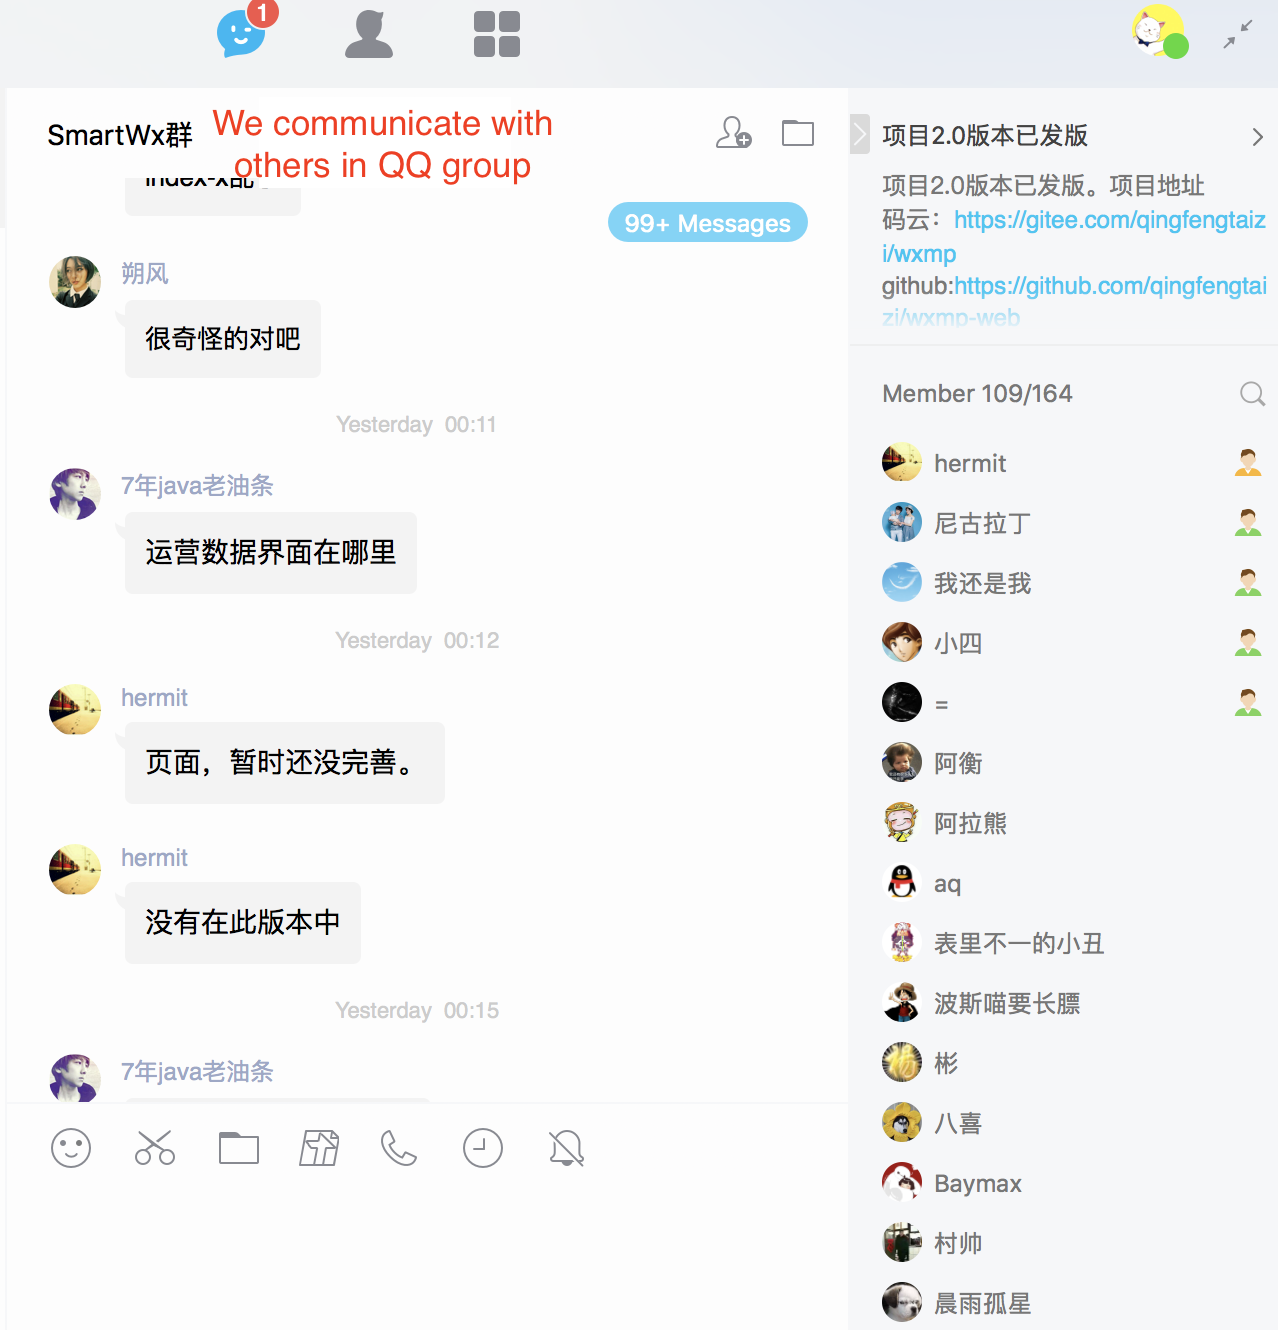 1
SmartWx群
We communicate with
others in QQ group
index-x配
99+ Messages
朔风
很奇怪的对吧
Yesterday 00:11
7年java老油条
运营数据界面在哪里
Yesterday 00:12
hermit
页面，暂时还没完善。
hermit
没有在此版本中
Yesterday 00:15
7年java老油条
项目2.0版本已发版
项目2.0版本已发版。项目地址
码云：https://gitee.com/qingfengtaiz
i/wxmp
github:https://github.com/qingfengtai
zi/wxmp-web
Member 109/164
hermit
尼古拉丁
我还是我
小四
=
阿衡
阿拉熊
aq
表里不一的小丑
波斯喵要长膘
彬
八喜
Baymax
村帅
晨雨孤星